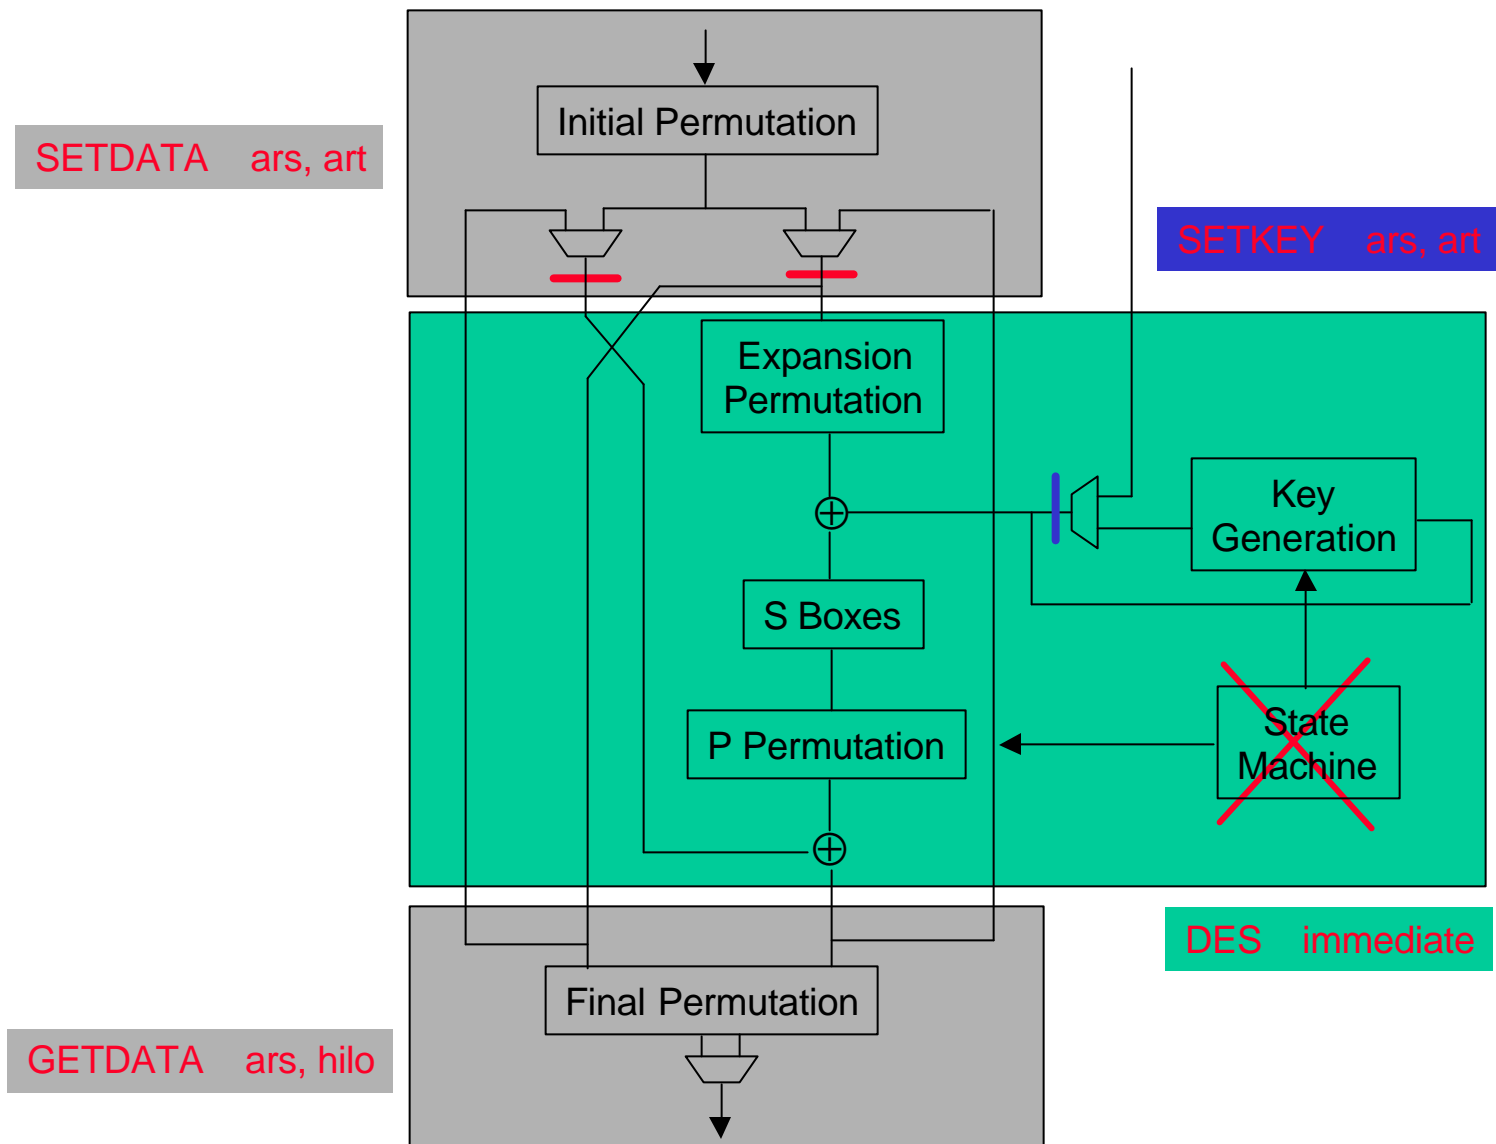 Initial Permutation
SETDATA ars, art
SETKEY ars, art
Expansion
Permutation
Key
Generation
S Boxes
State
Machine
P Permutation
DES immediate
Final Permutation
GETDATA ars, hilo